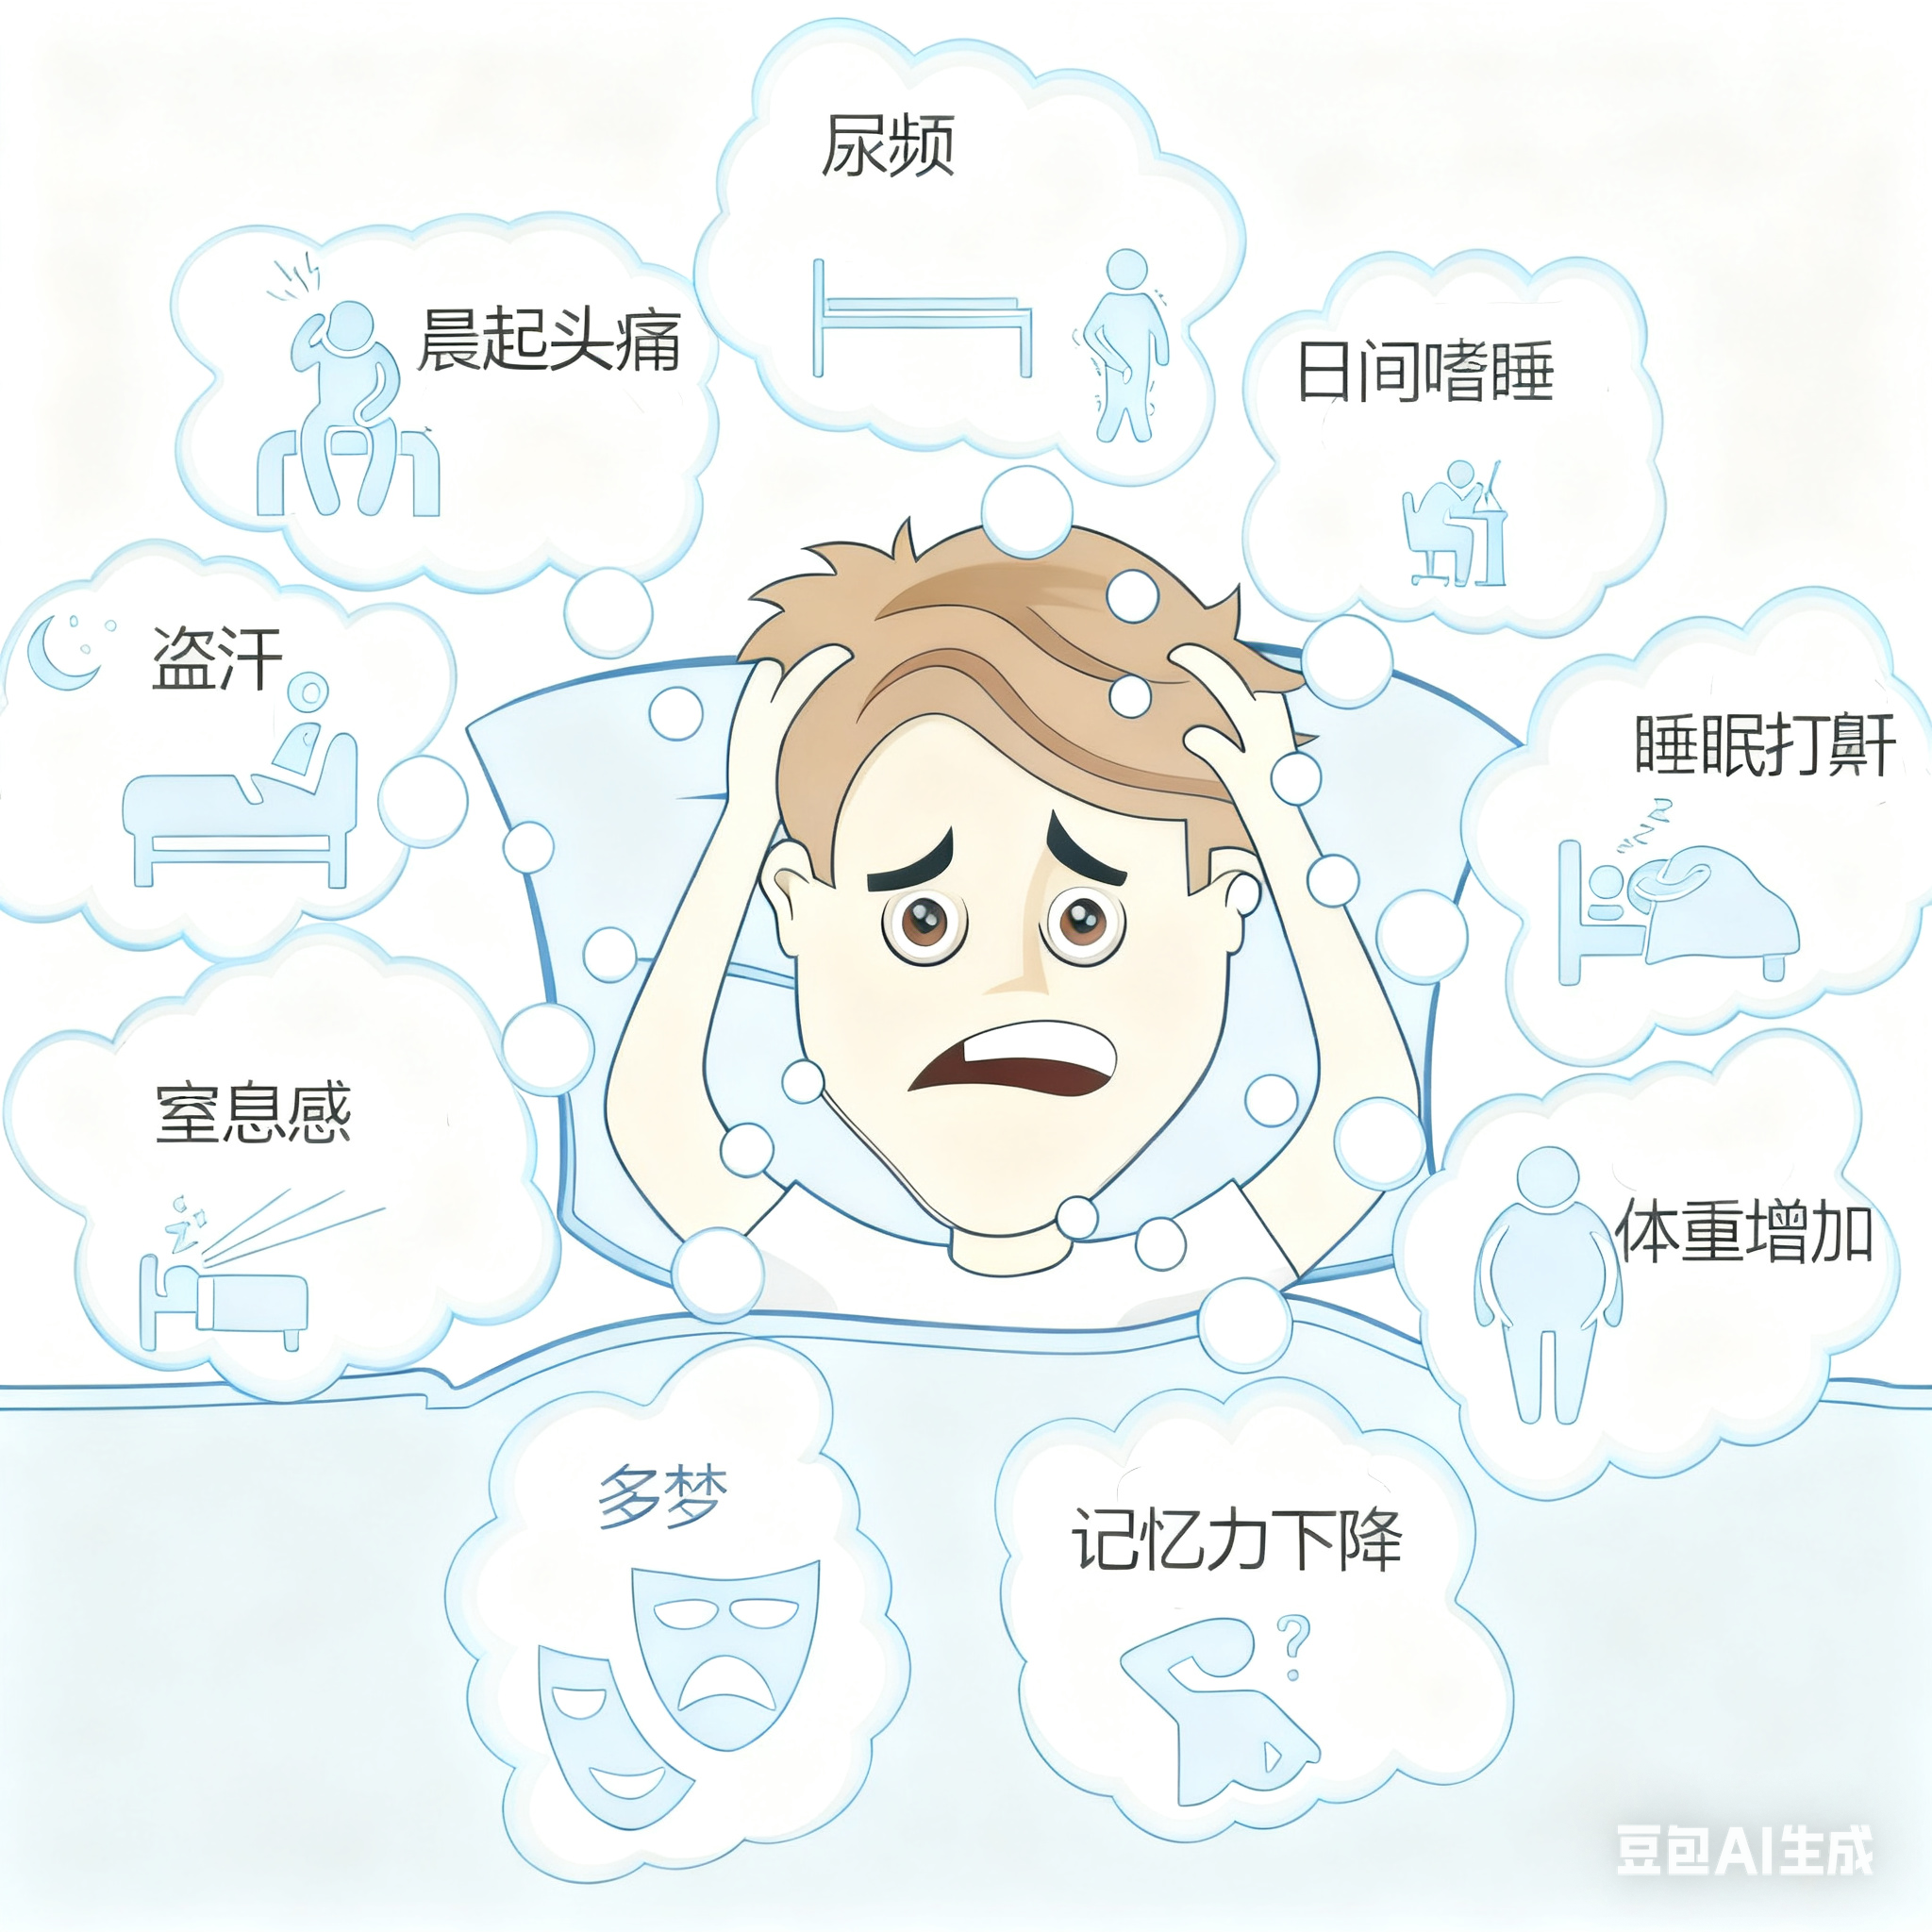 尿频
晨起头痛
日间嗜睡
盗汗
睡眠打鼾
窒息感
体重增加
多梦
记忆力下降
豆包AI生成